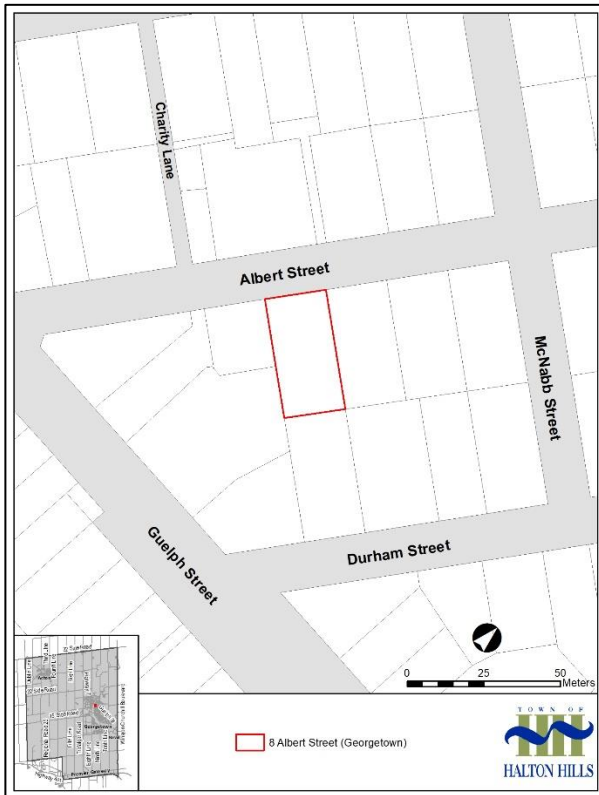 Charity Lane
Albert Street
McNabb Street
Guelph Street
Durham Street
0 25 50
Meters
Georgetown
8 Albert Street (Georgetown)
TOWN OF
HALTON HILLS